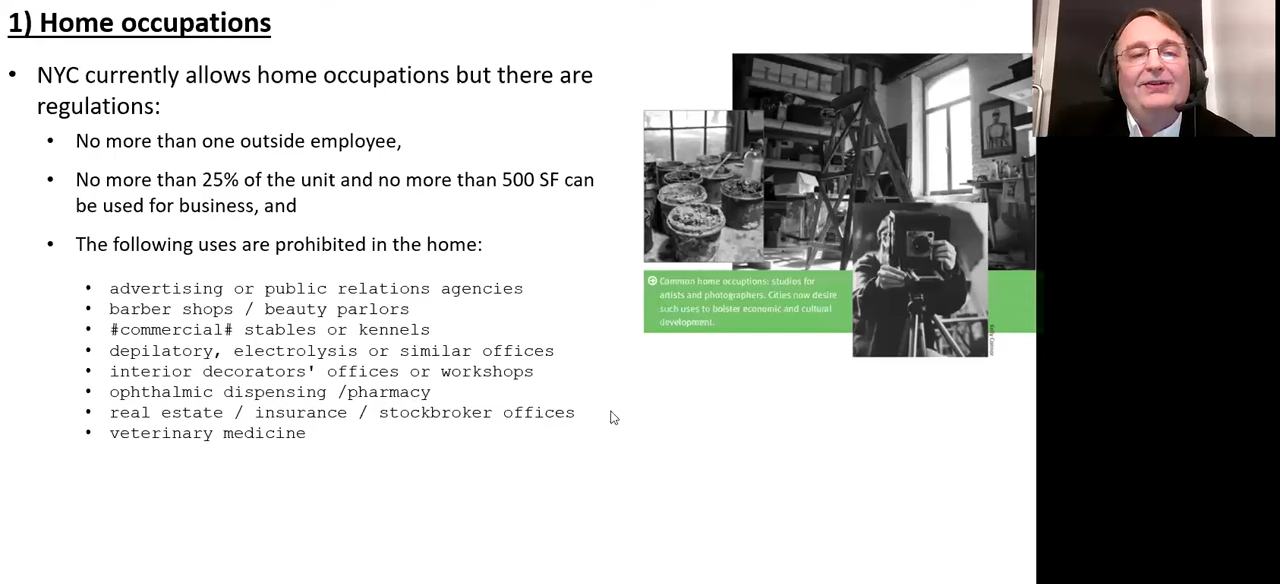 1) Home occupations
• NYC currently allows home occupations but there are
regulations:
• No more than one outside employee,
• No more than 25% of the unit and no more than 500 SF can
be used for business, and
• The following uses are prohibited in the home:
• advertising or public relations agencies
• barber shops / beauty parlors
• #commercial# stables or kennels
• depilatory, electrolysis or similar offices
• interior decorators' offices or workshops
• ophthalmic dispensing /pharmacy
• real estate / insurance / stockbroker offices
• veterinary medicine
Common home occuptions: studios for
artists and photographers. Cities now desire
such uses to bolster economic and cultural
development.